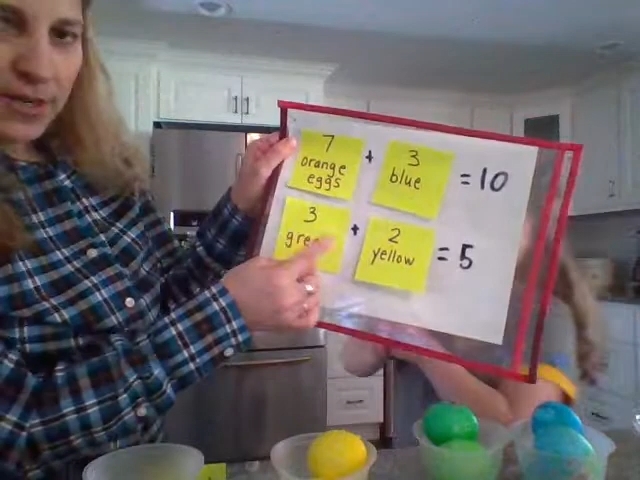 7 orange eggs + 3 blue = 10
3 + 2 yellow = 5